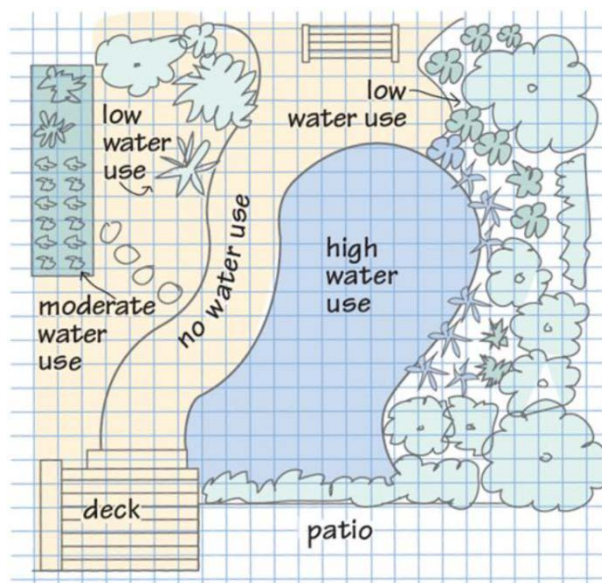 low
water
use
low
water use
no water use
high
water
use
moderate
water
use
deck
patio